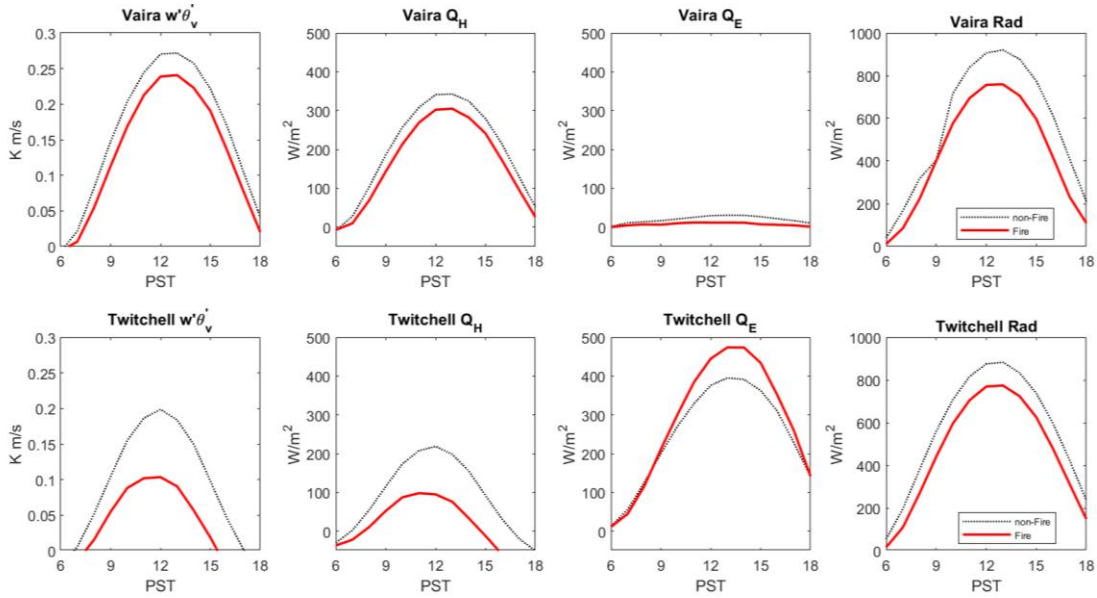 Vaira w'θ'v
0.3
0.25
0.2
0.15
0.1
0.05
0
K m/s
6 9 12 15 18
PST
Vaira QH
500
400
300
200
100
0
W/m²
6 9 12 15 18
PST
Vaira QE
500
400
300
200
100
0
W/m²
6 9 12 15 18
PST
Vaira Rad
1000
800
600
400
200
0
W/m²
non-Fire
Fire
6 9 12 15 18
PST
Twitchell w'θ'v
0.3
0.25
0.2
0.15
0.1
0.05
0
K m/s
6 9 12 15 18
PST
Twitchell QH
500
400
300
200
100
0
W/m²
6 9 12 15 18
PST
Twitchell QE
500
400
300
200
100
0
W/m²
6 9 12 15 18
PST
Twitchell Rad
1000
800
600
400
200
0
W/m²
non-Fire
Fire
6 9 12 15 18
PST